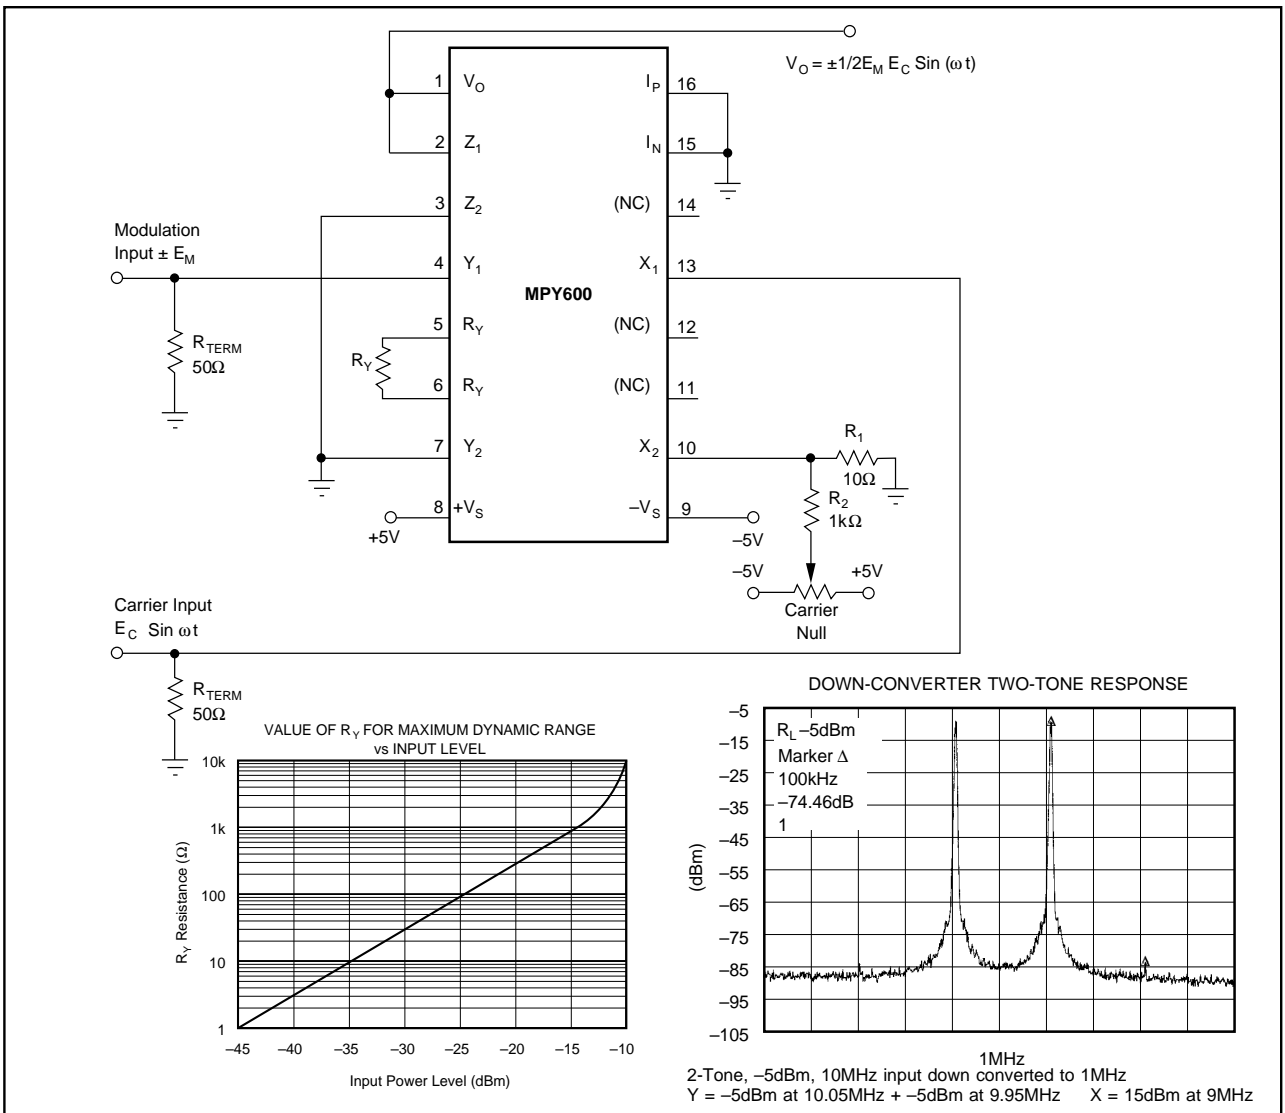 V_O = ±1/2E_M E_C Sin (ωt)
1 V_O I_P 16
2 Z_1 I_N 15
3 Z_2 (NC) 14
Modulation
Input ± E_M
4 Y_1 X_1 13
MPY600
5 R_Y (NC) 12
R_TERM
50Ω
R_Y
6 R_Y (NC) 11
7 Y_2 X_2 10
R_1
10Ω
R_2
1kΩ
8 +V_S –V_S 9
+5V
–5V
–5V +5V
Carrier
Null
Carrier Input
E_C Sin ωt
R_TERM
50Ω
VALUE OF R_Y FOR MAXIMUM DYNAMIC RANGE
vs INPUT LEVEL
10k
1k
100
10
1
R_Y Resistance (Ω)
–45 –40 –35 –30 –25 –20 –15 –10
Input Power Level (dBm)
DOWN-CONVERTER TWO-TONE RESPONSE
–5
–15
–25
–35
–45
–55
–65
–75
–85
–95
–105
(dBm)
R_L –5dBm
Marker Δ
100kHz
–74.46dB
1
1MHz
2-Tone, –5dBm, 10MHz input down converted to 1MHz
Y = –5dBm at 10.05MHz + –5dBm at 9.95MHz X = 15dBm at 9MHz